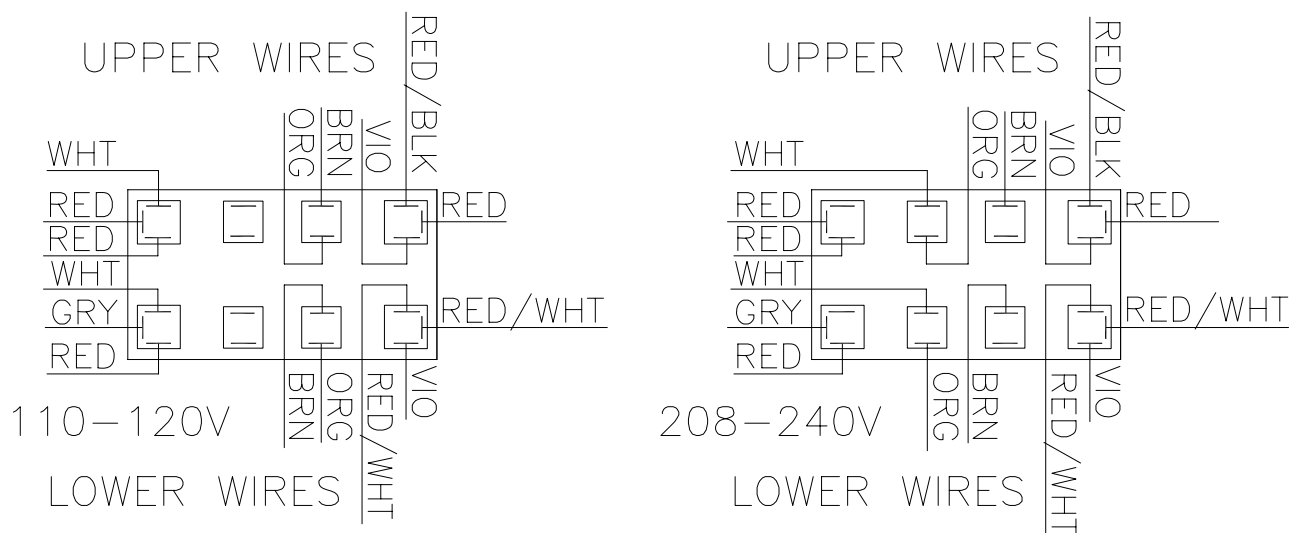 UPPER WIRES
RED/BLK
BRN
ORG
VIO
WHT
RED
RED
RED
WHT
GRY
RED/WHT
RED
BRN
ORG
RED/WHT
VIO
110-120V
LOWER WIRES
UPPER WIRES
RED/BLK
ORG
BRN
VIO
WHT
RED
RED
RED
WHT
GRY
RED/WHT
RED
ORG
BRN
RED/WHT
VIO
208-240V
LOWER WIRES